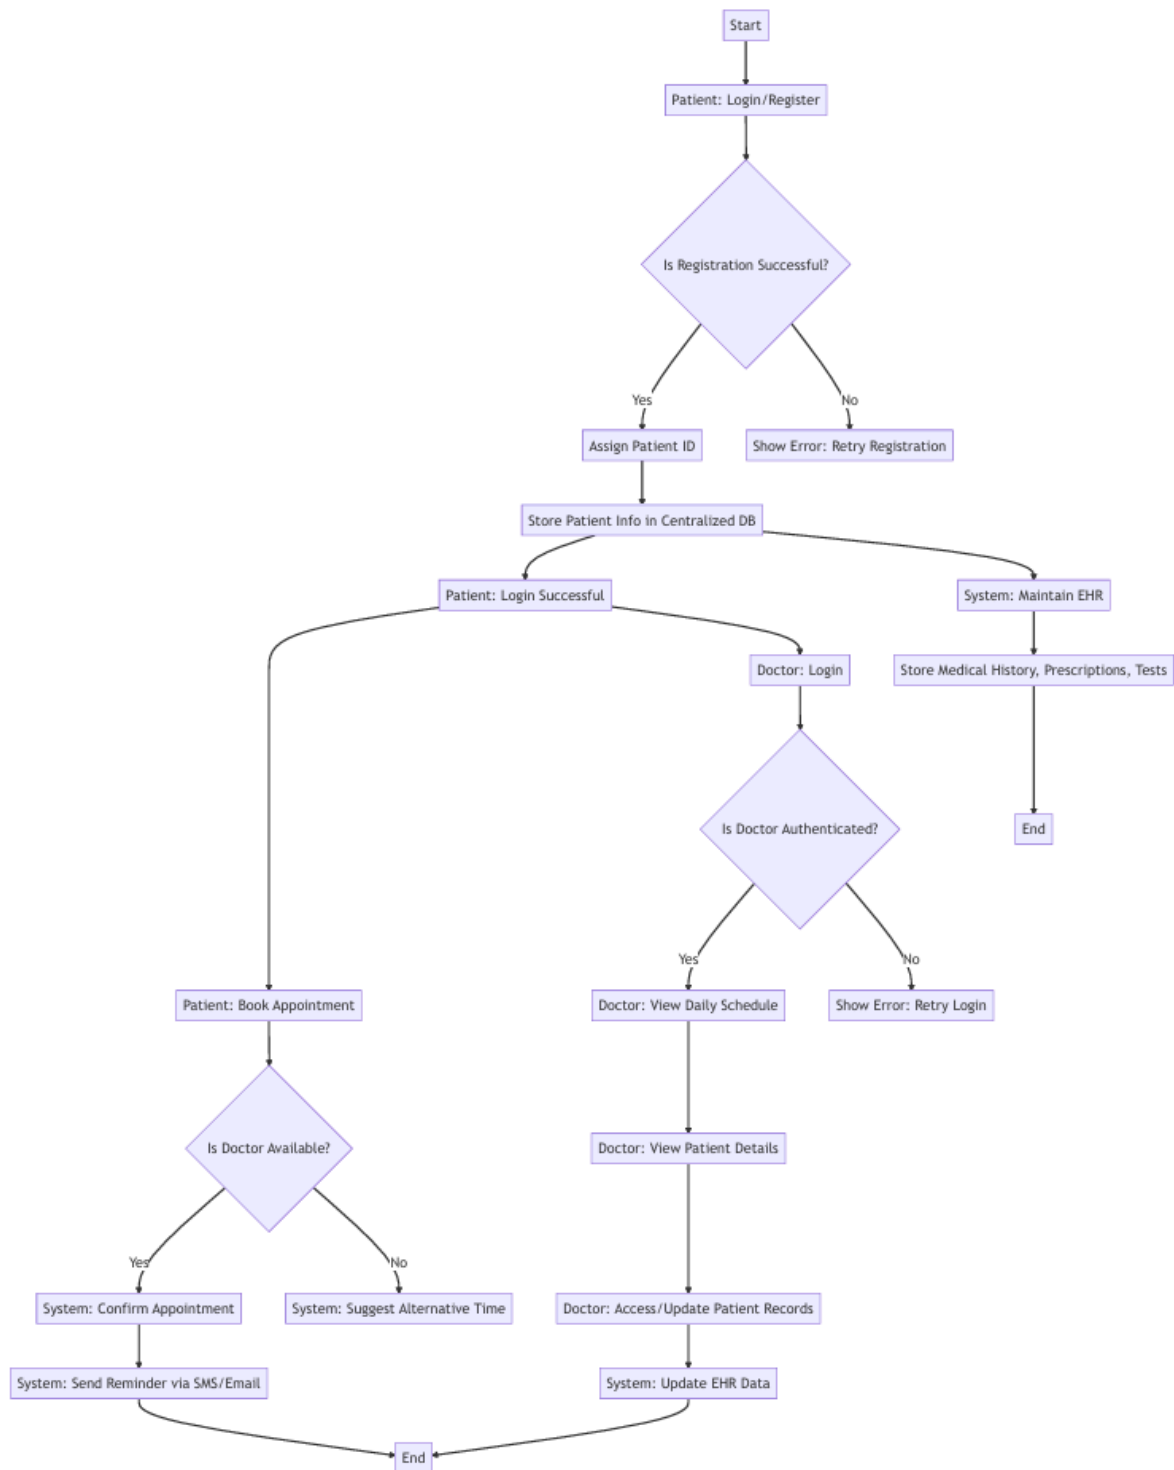 Start
Patient: Login/Register
Is Registration Successful?
Yes
No
Assign Patient ID
Show Error: Retry Registration
Store Patient Info in Centralized DB
Patient: Login Successful
System: Maintain EHR
Doctor: Login
Store Medical History, Prescriptions, Tests
Is Doctor Authenticated?
End
Yes
No
Patient: Book Appointment
Doctor: View Daily Schedule
Show Error: Retry Login
Is Doctor Available?
Doctor: View Patient Details
Yes
No
System: Confirm Appointment
System: Suggest Alternative Time
Doctor: Access/Update Patient Records
System: Send Reminder via SMS/Email
System: Update EHR Data
End